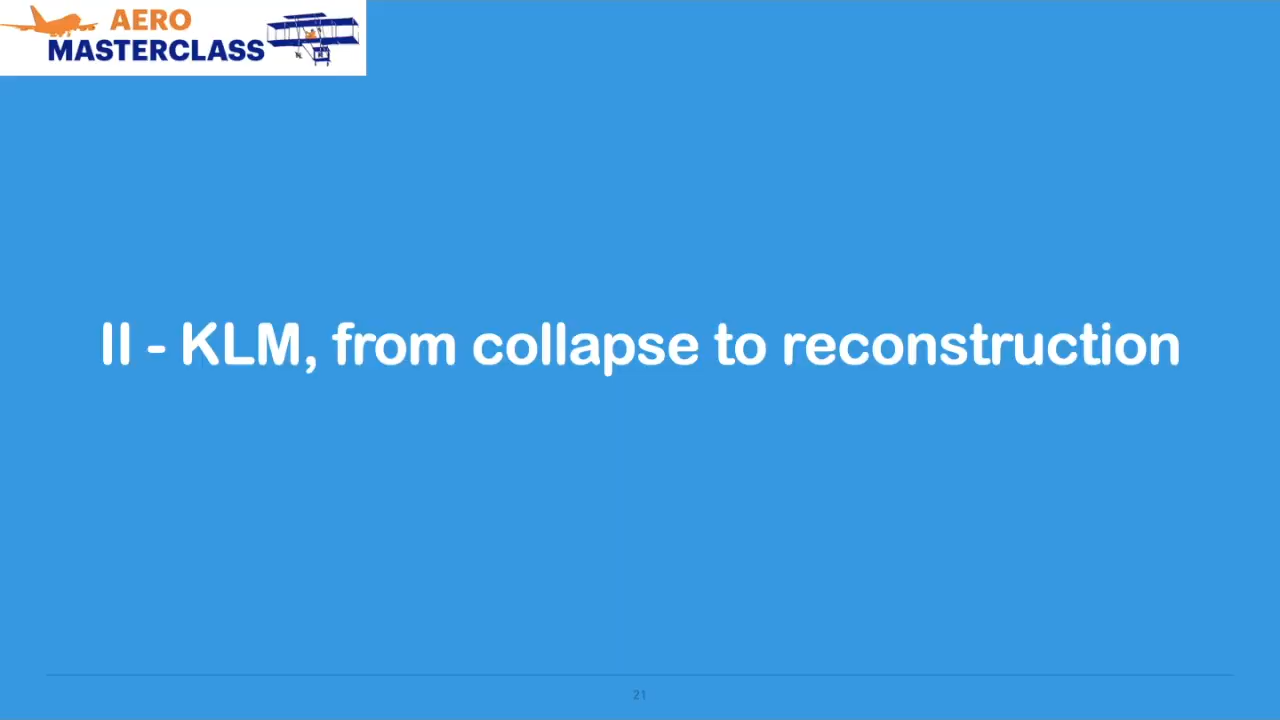 AERO
MASTERCLASS
II - KLM, from collapse to reconstruction
21